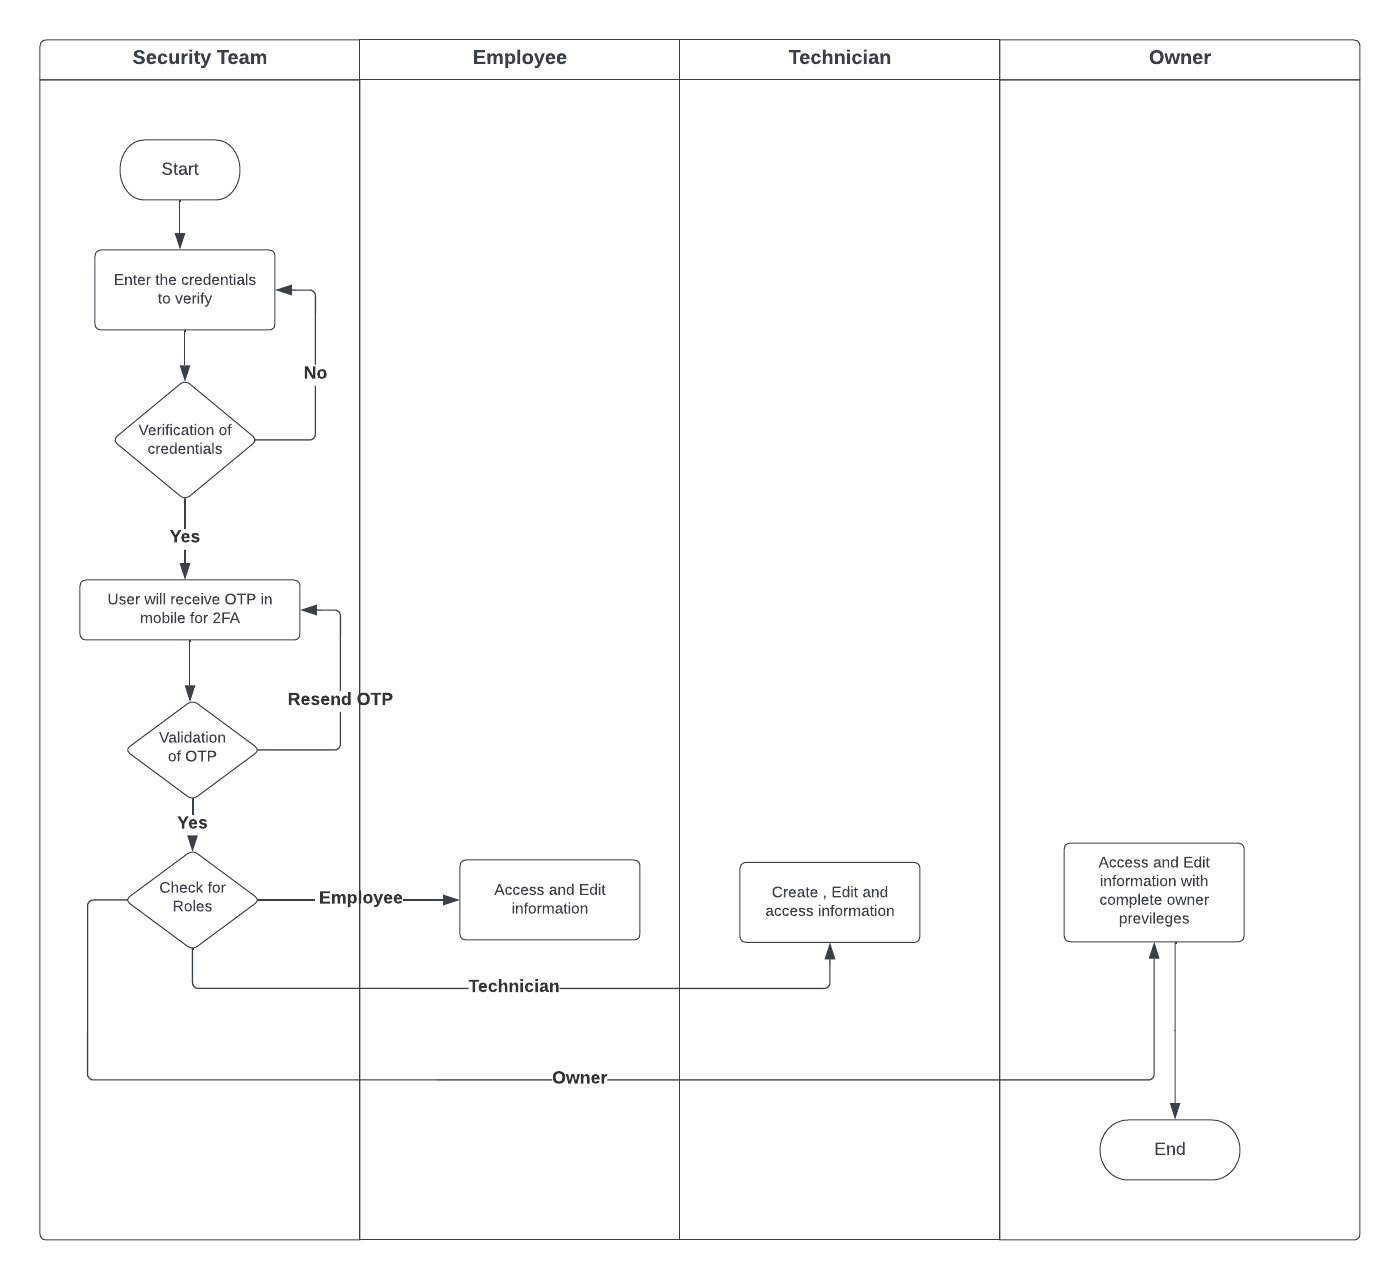 Security Team
Employee
Technician
Owner
Start
Enter the credentials
to verify
No
Verification of
credentials
Yes
User will receive OTP in
mobile for 2FA
Resend OTP
Validation
of OTP
Yes
Check for
Roles
Employee
Access and Edit
information
Create , Edit and
access information
Access and Edit
information with
complete owner
previleges
Technician
Owner
End